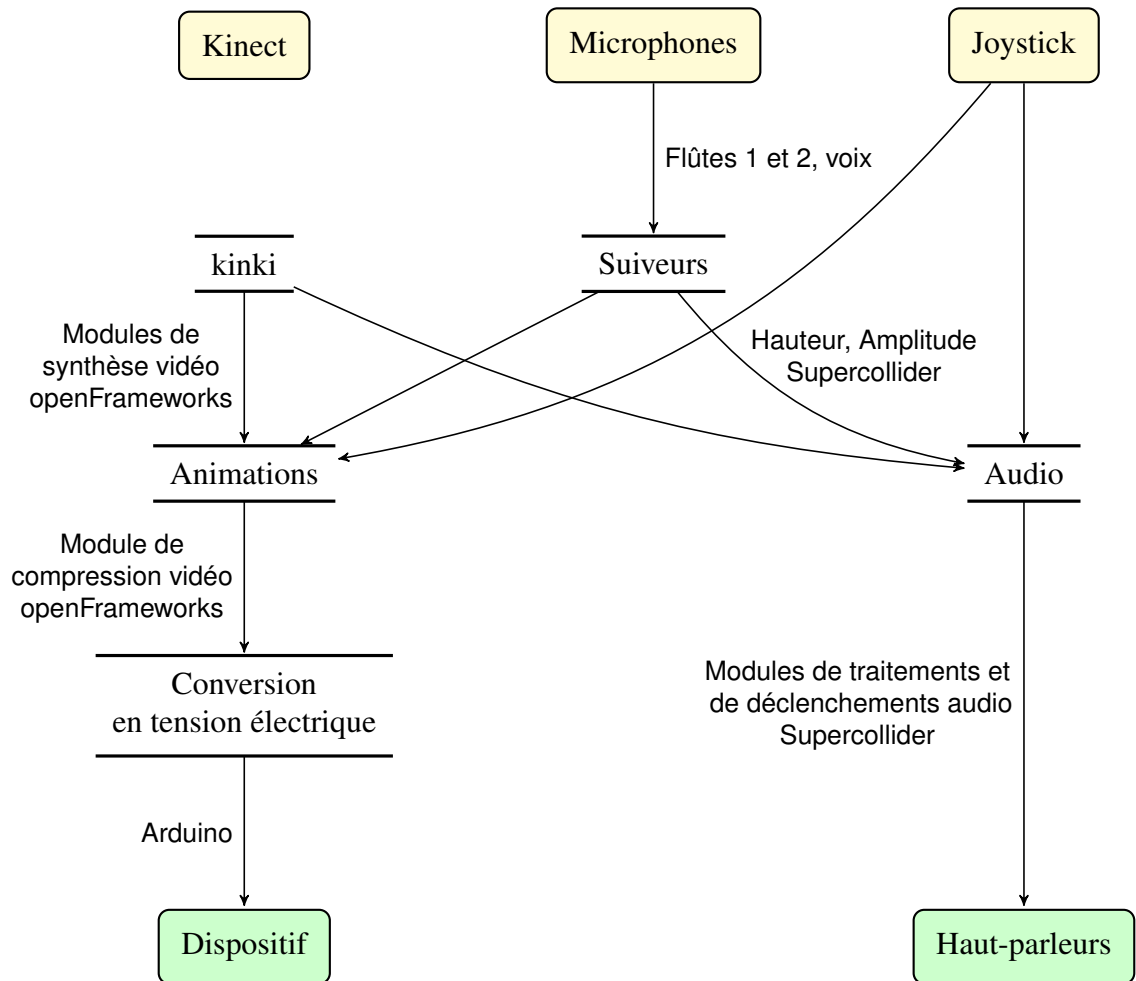 Kinect
Microphones
Joystick
Flûtes 1 et 2, voix
kinki
Suiveurs
Modules de
synthèse vidéo
openFrameworks
Hauteur, Amplitude
Supercollider
Animations
Audio
Module de
compression vidéo
openFrameworks
Conversion
en tension électrique
Modules de traitements et
de déclenchements audio
Supercollider
Arduino
Dispositif
Haut-parleurs